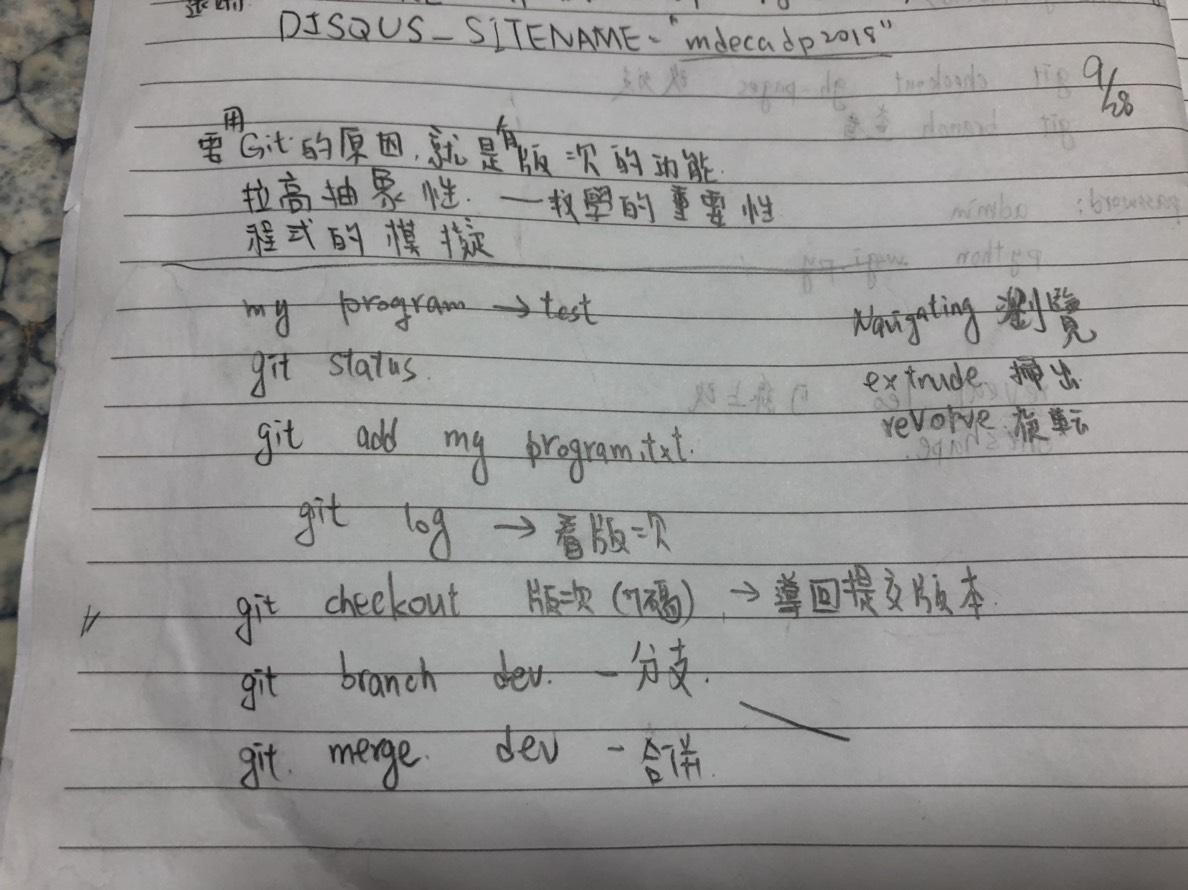 DISQUS_SITENAME="mdecadp2018"
9/28
要用Git的原因,就是有版次的功能.
拉高抽象性.一教學的重要性
程式的模擬
my program→test
Navigating 瀏覽
git status.
extrude 抽出
git add my program.txt.
revolve 旋転
git log → 看版次
git checkout 版次(7碼) → 導回提交版本.
git branch dev. - 分支.
git. merge. dev - 合併.